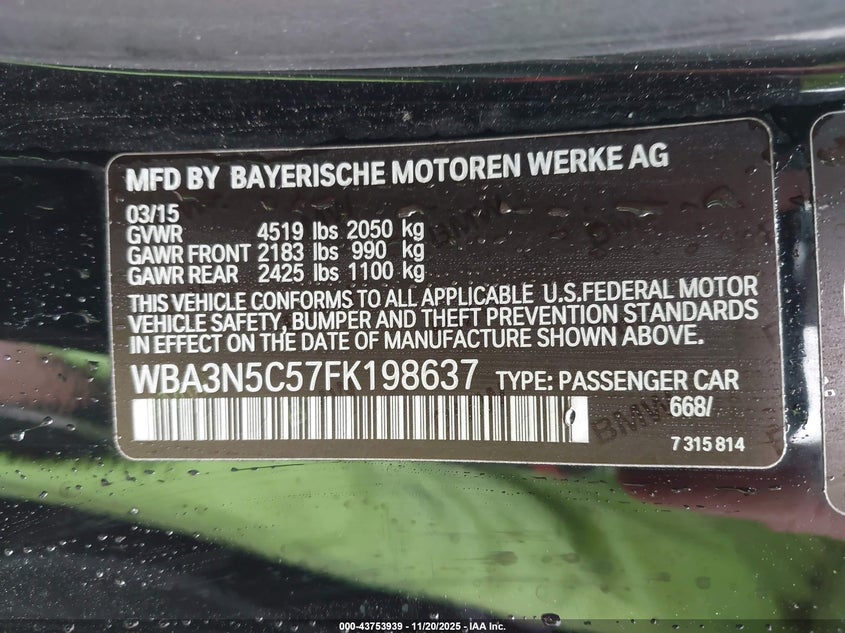 MFD BY BAYERISCHE MOTOREN WERKE AG
03/15
GVWR 4519 lbs 2050 kg
GAWR FRONT 2183 lbs 990 kg
GAWR REAR 2425 lbs 1100 kg
THIS VEHICLE CONFORMS TO ALL APPLICABLE U.S.FEDERAL MOTOR
VEHICLE SAFETY, BUMPER AND THEFT PREVENTION STANDARDS
IN EFFECT ON THE DATE OF MANUFACTURE SHOWN ABOVE.
WBA3N5C57FK198637 TYPE: PASSENGER CAR
668/
7 315 814
000-43753939 - 11/20/2025 - IAA Inc.